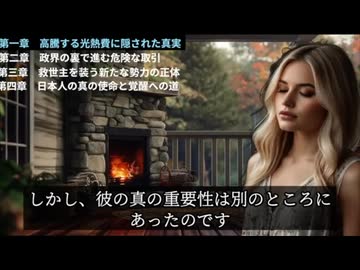 第一章　高騰する光熱費に隠された真実
第二章　政界の裏で進む危険な取引
第三章　救世主を装う新たな勢力の正体
第四章　日本人の真の使命と覚醒への道
しかし、彼の真の重要性は別のところに
あったのです